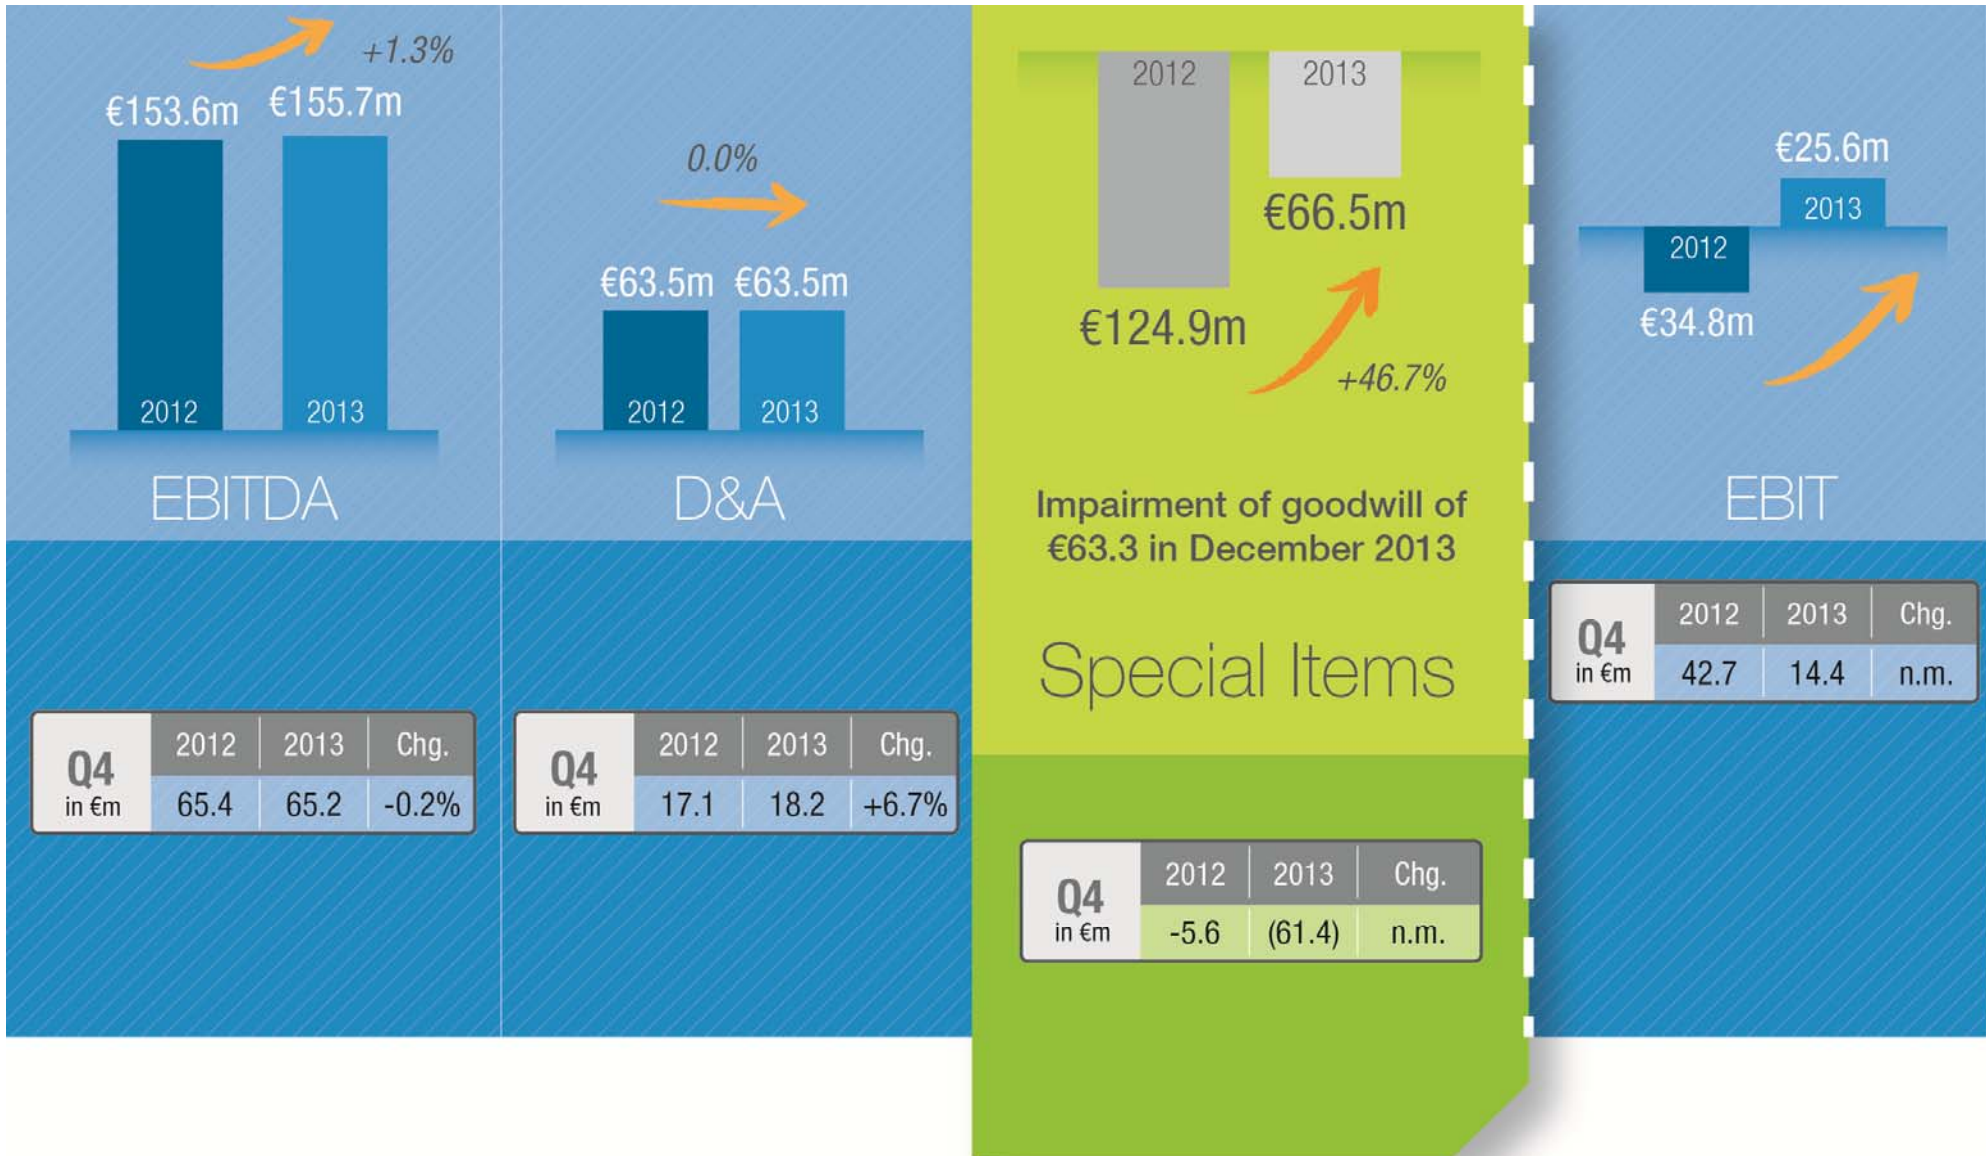 +1.3%
€153.6m €155.7m
2012 2013
EBITDA
Q4 in €m 2012 2013 Chg.
65.4 65.2 -0.2%
0.0%
€63.5m €63.5m
2012 2013
D&A
Q4 in €m 2012 2013 Chg.
17.1 18.2 +6.7%
2012 2013
€66.5m
€124.9m
+46.7%
Impairment of goodwill of
€63.3 in December 2013
Special Items
Q4 in €m 2012 2013 Chg.
-5.6 (61.4) n.m.
€25.6m
2013
2012
€34.8m
EBIT
Q4 in €m 2012 2013 Chg.
42.7 14.4 n.m.